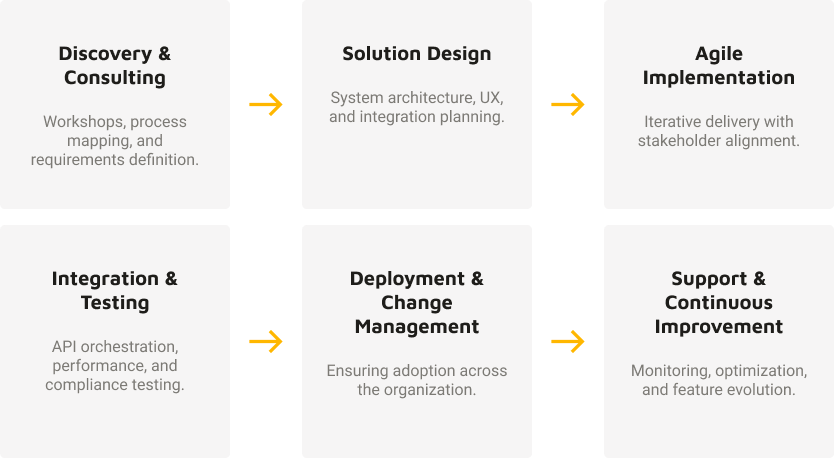 Discovery &
Consulting
Workshops, process
mapping, and
requirements definition.
Solution Design
System architecture, UX,
and integration planning.
Agile
Implementation
Iterative delivery with
stakeholder alignment.
Integration &
Testing
API orchestration,
performance, and
compliance testing.
Deployment &
Change
Management
Ensuring adoption across
the organization.
Support &
Continuous
Improvement
Monitoring, optimization,
and feature evolution.